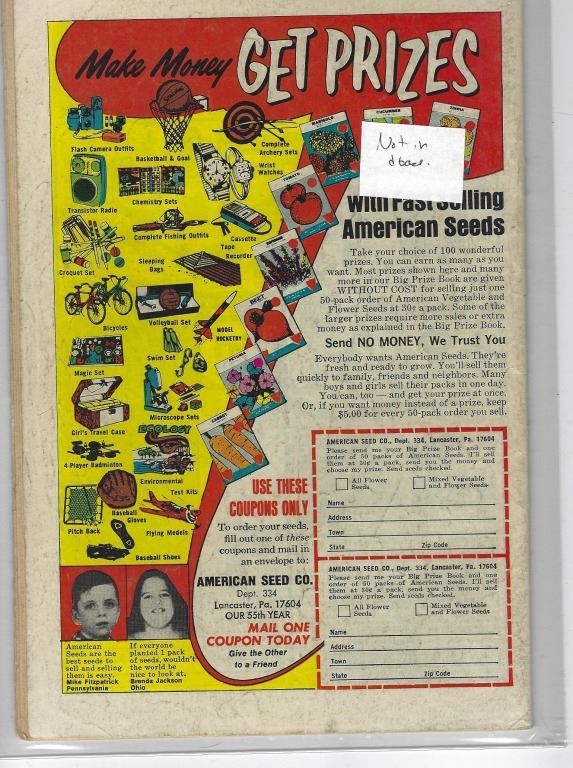 Make Money GET PRIZES
Flash Camera Outfits
Basketball & Goal
Complete
Archery Sets
Wrist
Watches
Transistor Radio
Chemistry Sets
Complete Fishing Outfits
Cassette
Tape
Recorder
Croquet Set
Sleeping
Bags
Bicycles
Volleyball Set
MODEL
ROCKETRY
Swim Set
Magic Set
Microscope Sets
Girl's Travel Case
ECOLOGY
4-Player Badminton
Environmental
Test Kits
Baseball
Gloves
Pitch Back
Flying Models
Baseball Shoes
MARIGOLD
CUCUMBER
ZINNIA
TOMATO
BEET
PETUNIA
Not in
With Fast Selling
American Seeds
Take your choice of 100 wonderful
prizes. You can earn as many as you
want. Most prizes shown here and many
more in our Big Prize Book are given
WITHOUT COST for selling just one
50-pack order of American Vegetable and
Flower Seeds at 30¢ a pack. Some of the
larger prizes require more sales or extra
money as explained in the Big Prize Book.
Send NO MONEY, We Trust You
Everybody wants American Seeds. They're
fresh and ready to grow. You'll sell them
quickly to family, friends and neighbors. Many
boys and girls sell their packs in one day.
You can, too — and get your prize at once.
Or, if you want money instead of a prize, keep
$5.00 for every 50-pack order you sell.
USE THESE
COUPONS ONLY
To order your seeds,
fill out one of these
coupons and mail in
an envelope to:
AMERICAN SEED CO.
Dept. 334
Lancaster, Pa. 17604
OUR 55th YEAR
MAIL ONE
COUPON TODAY
Give the Other
to a Friend
AMERICAN SEED CO., Dept. 334, Lancaster, Pa. 17604
Please send me your Big Prize Book and one
order of 50 packs of American Seeds. I'll sell
them at 30¢ a pack, send you the money and
choose my prize. Send seeds checked.
All Flower
Seeds
Mixed Vegetable
and Flower Seeds
Name
Address
Town
State Zip Code
AMERICAN SEED CO., Dept. 334, Lancaster, Pa. 17604
Please send me your Big Prize Book and one
order of 50 packs of American Seeds. I'll sell
them at 30¢ a pack, send you the money and
choose my prize. Send seeds checked.
All Flower
Seeds
Mixed Vegetable
and Flower Seeds
Name
Address
Town
State Zip Code
American
Seeds are the
best seeds to
sell and selling
them is easy.
Mike Fitzpatrick
Pennsylvania
If everyone
planted 1 pack
of seeds, wouldn't
the world be
nice to look at.
Brenda Jackson
Ohio